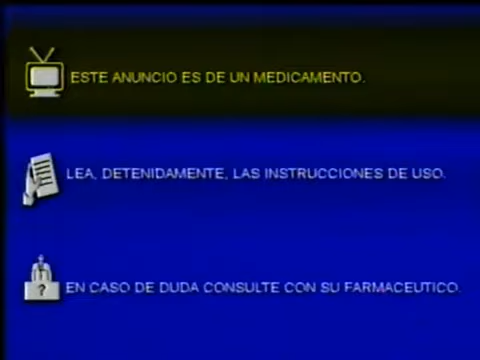 ESTE ANUNCIO ES DE UN MEDICAMENTO.
LEA, DETENIDAMENTE, LAS INSTRUCCIONES DE USO.
?
EN CASO DE DUDA CONSULTE CON SU FARMACEUTICO.